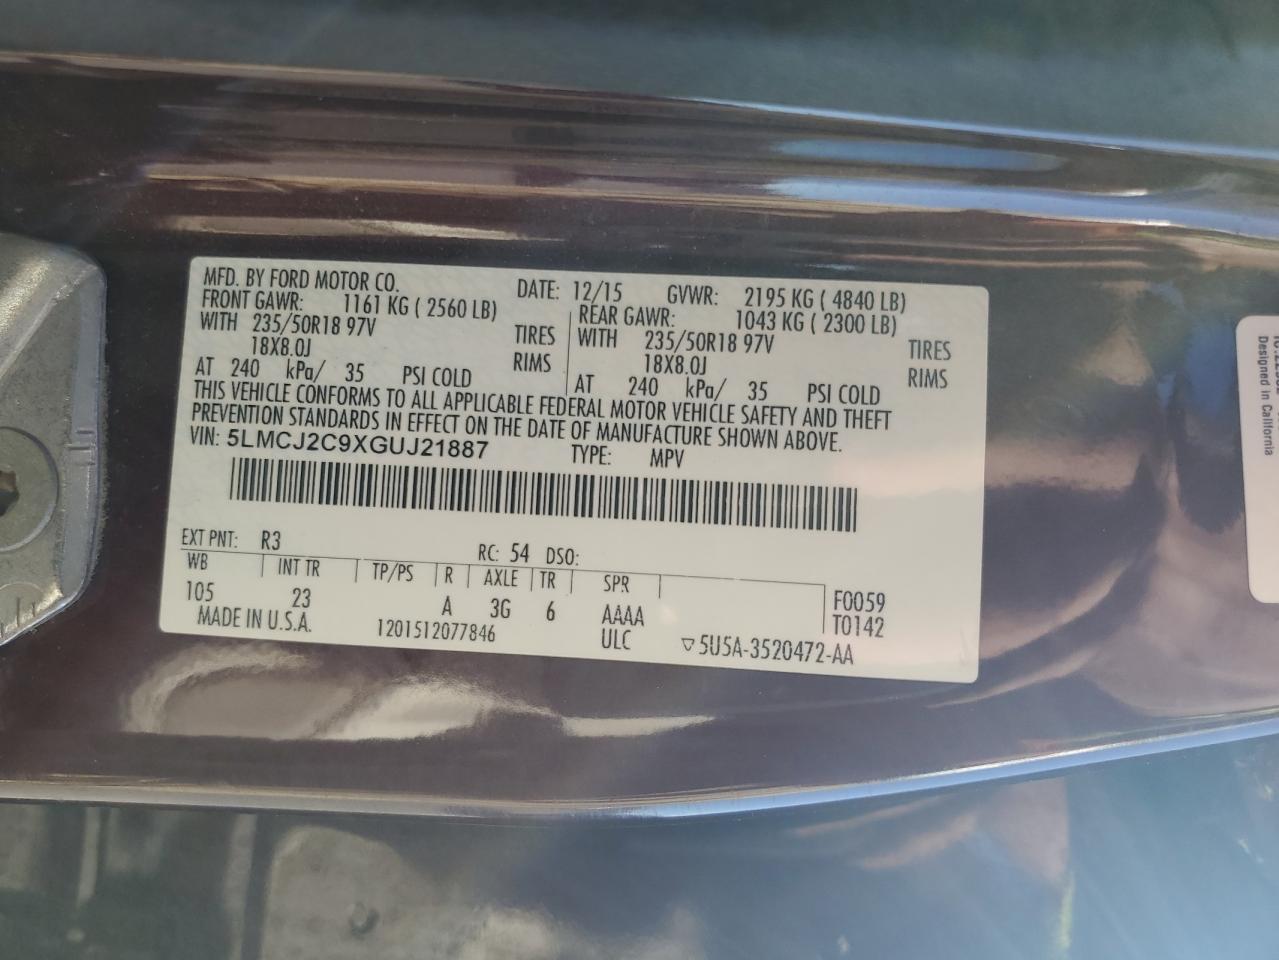 MFD. BY FORD MOTOR CO. DATE: 12/15 GVWR: 2195 KG ( 4840 LB)
FRONT GAWR: 1161 KG ( 2560 LB) REAR GAWR: 1043 KG ( 2300 LB)
WITH 235/50R18 97V TIRES WITH 235/50R18 97V TIRES
18X8.0J RIMS 18X8.0J RIMS
AT 240 kPa/ 35 PSI COLD AT 240 kPa/ 35 PSI COLD
THIS VEHICLE CONFORMS TO ALL APPLICABLE FEDERAL MOTOR VEHICLE SAFETY AND THEFT
PREVENTION STANDARDS IN EFFECT ON THE DATE OF MANUFACTURE SHOWN ABOVE.
VIN: 5LMCJ2C9XGUJ21887 TYPE: MPV
EXT PNT: R3 RC: 54 DSO:
WB INT TR TP/PS R AXLE TR SPR
105 23 A 3G 6 AAAA F0059
ULC T0142
MADE IN U.S.A. 1201512077846 ▽5U5A-3520472-AA
Designed in California